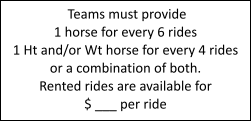 Teams must provide
1 horse for every 6 rides
1 Ht and/or Wt horse for every 4 rides
or a combination of both.
Rented rides are available for
$ ___ per ride